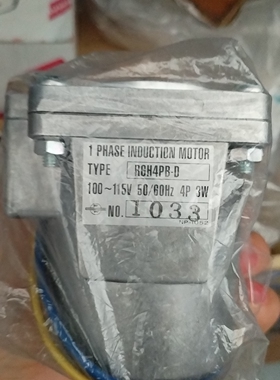 1 PHASE INDUCTION MOTOR
TYPE RGH4PB-D
100~115V 50/60Hz 4P 3W
NO. 1033